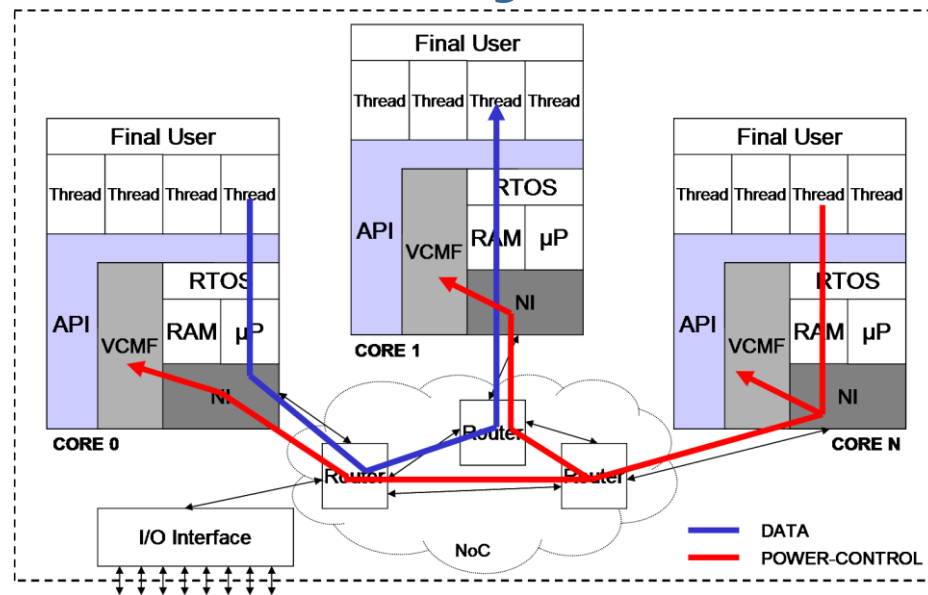 Final User
Thread Thread Thread Thread
API
VCMF
RTOS
RAM µP
NI
CORE 0
Final User
Thread Thread Thread Thread
API
VCMF
RTOS
RAM µP
NI
CORE 1
Final User
Thread Thread Thread Thread
API
VCMF
RTOS
RAM µP
NI
CORE N
Router
Router
Router
I/O Interface
NoC
DATA
POWER-CONTROL